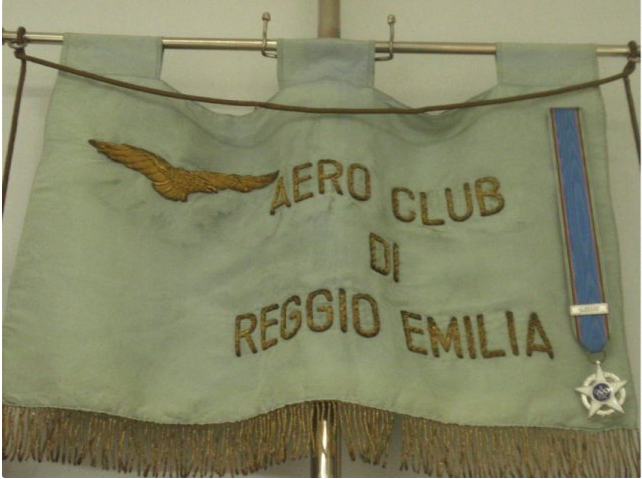 AERO CLUB
DI
REGGIO EMILIA